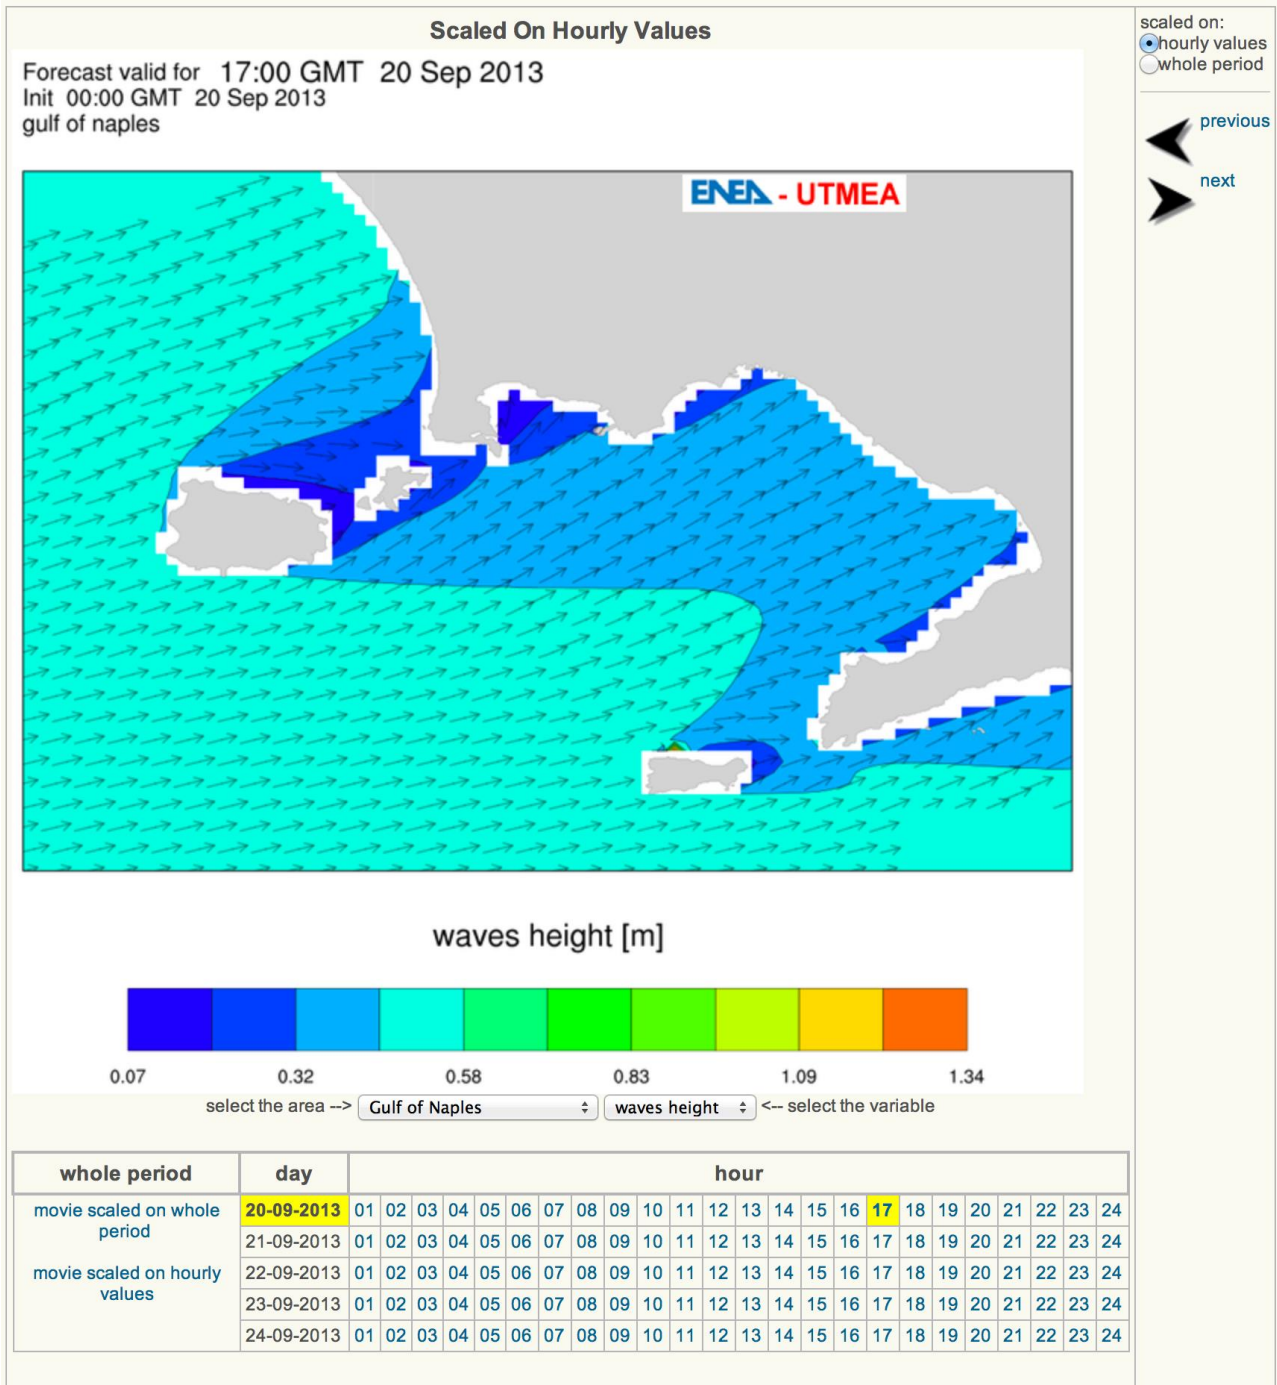 Scaled On Hourly Values
Forecast valid for 17:00 GMT 20 Sep 2013
Init 00:00 GMT 20 Sep 2013
gulf of naples
ENEA - UTMEA
waves height [m]
0.07 0.32 0.58 0.83 1.09 1.34
select the area --> Gulf of Naples waves height <-- select the variable
scaled on:
hourly values
whole period
previous
next
whole period day hour
movie scaled on whole period
movie scaled on hourly values
20-09-2013 01 02 03 04 05 06 07 08 09 10 11 12 13 14 15 16 17 18 19 20 21 22 23 24
21-09-2013 01 02 03 04 05 06 07 08 09 10 11 12 13 14 15 16 17 18 19 20 21 22 23 24
22-09-2013 01 02 03 04 05 06 07 08 09 10 11 12 13 14 15 16 17 18 19 20 21 22 23 24
23-09-2013 01 02 03 04 05 06 07 08 09 10 11 12 13 14 15 16 17 18 19 20 21 22 23 24
24-09-2013 01 02 03 04 05 06 07 08 09 10 11 12 13 14 15 16 17 18 19 20 21 22 23 24